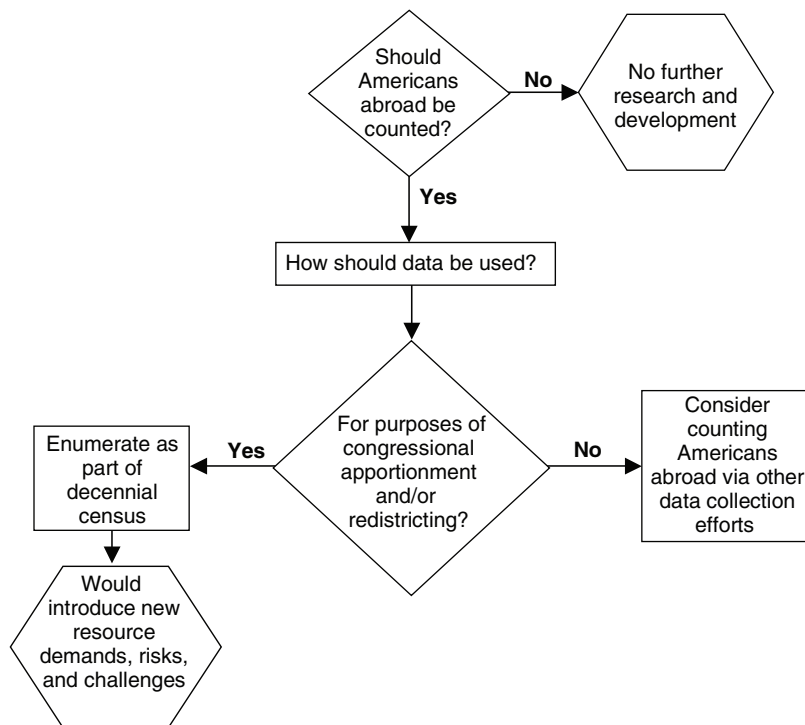 Should
Americans
abroad be
counted?
No
No further
research and
development
Yes
How should data be used?
For purposes of
congressional
apportionment
and/or
redistricting?
Yes
Enumerate as
part of
decennial
census
No
Consider
counting
Americans
abroad via other
data collection
efforts
Would
introduce new
resource
demands, risks,
and challenges